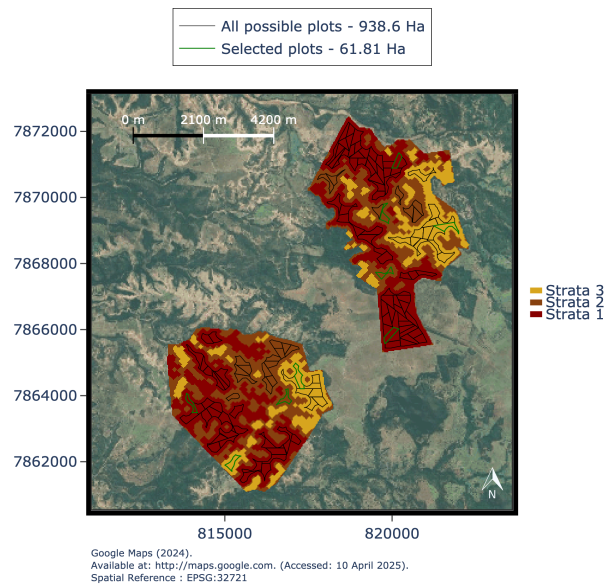 All possible plots - 938.6 Ha
Selected plots - 61.81 Ha
0 m 2100 m 4200 m
7872000
7870000
7868000
7866000
7864000
7862000
Strata 3
Strata 2
Strata 1
N
815000 820000
Google Maps (2024).
Available at: http://maps.google.com. (Accessed: 10 April 2025).
Spatial Reference : EPSG:32721